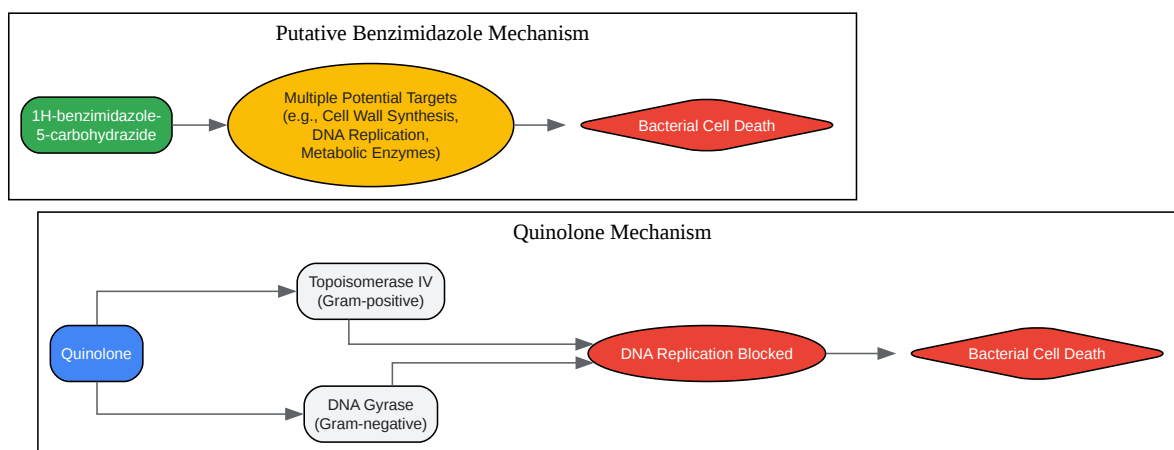 Putative Benzimidazole Mechanism
1H-benzimidazole-
5-carbohydrazide
Multiple Potential Targets
(e.g., Cell Wall Synthesis,
DNA Replication,
Metabolic Enzymes)
Bacterial Cell Death
Quinolone Mechanism
Quinolone
Topoisomerase IV
(Gram-positive)
DNA Gyrase
(Gram-negative)
DNA Replication Blocked
Bacterial Cell Death